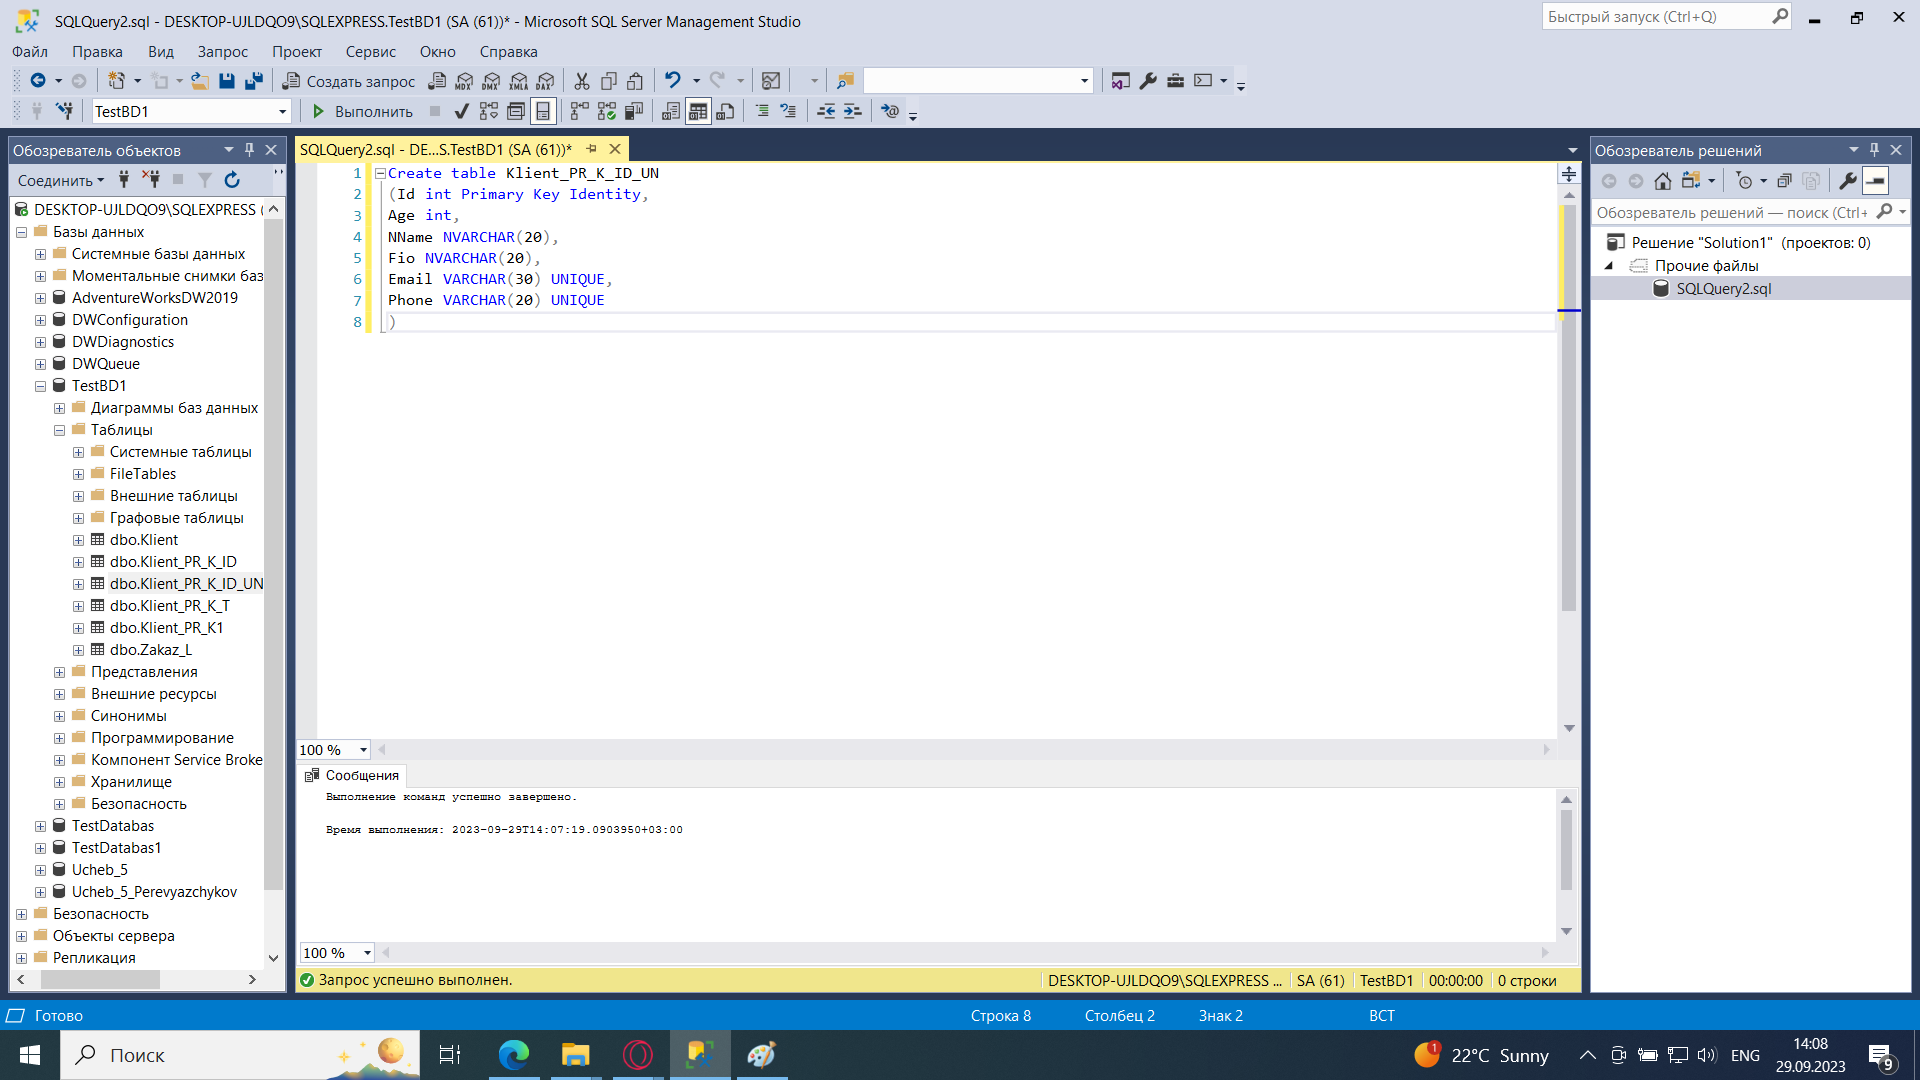 SQLQuery2.sql - DESKTOP-UJLDQO9\SQLEXPRESS.TestBD1 (SA (61))* - Microsoft SQL Server Management Studio
Быстрый запуск (Ctrl+Q)
Файл Правка Вид Запрос Проект Сервис Окно Справка
Создать запрос
TestBD1
Выполнить
Обозреватель объектов
Соединить
DESKTOP-UJLDQO9\SQLEXPRESS (
Базы данных
Системные базы данных
Моментальные снимки баз
AdventureWorksDW2019
DWConfiguration
DWDiagnostics
DWQueue
TestBD1
Диаграммы баз данных
Таблицы
Системные таблицы
FileTables
Внешние таблицы
Графовые таблицы
dbo.Klient
dbo.Klient_PR_K_ID
dbo.Klient_PR_K_ID_UN
dbo.Klient_PR_K_T
dbo.Klient_PR_K1
dbo.Zakaz_L
Представления
Внешние ресурсы
Синонимы
Программирование
Компонент Service Broke
Хранилище
Безопасность
TestDatabas
TestDatabas1
Ucheb_5
Ucheb_5_Perevyazchykov
Безопасность
Объекты сервера
Репликация
SQLQuery2.sql - DE...S.TestBD1 (SA (61))*
1 Create table Klient_PR_K_ID_UN
2 (Id int Primary Key Identity,
3 Age int,
4 NName NVARCHAR(20),
5 Fio NVARCHAR(20),
6 Email VARCHAR(30) UNIQUE,
7 Phone VARCHAR(20) UNIQUE
8 )
100 %
Сообщения
Выполнение команд успешно завершено.
Время выполнения: 2023-09-29T14:07:19.0903950+03:00
100 %
Запрос успешно выполнен.
DESKTOP-UJLDQO9\SQLEXPRESS ... SA (61) TestBD1 00:00:00 0 строки
Обозреватель решений
Обозреватель решений — поиск (Ctrl+
Решение "Solution1" (проектов: 0)
Прочие файлы
SQLQuery2.sql
Готово
Строка 8 Столбец 2 Знак 2 ВСТ
Поиск
1
22°C Sunny
ENG
14:08
29.09.2023
9